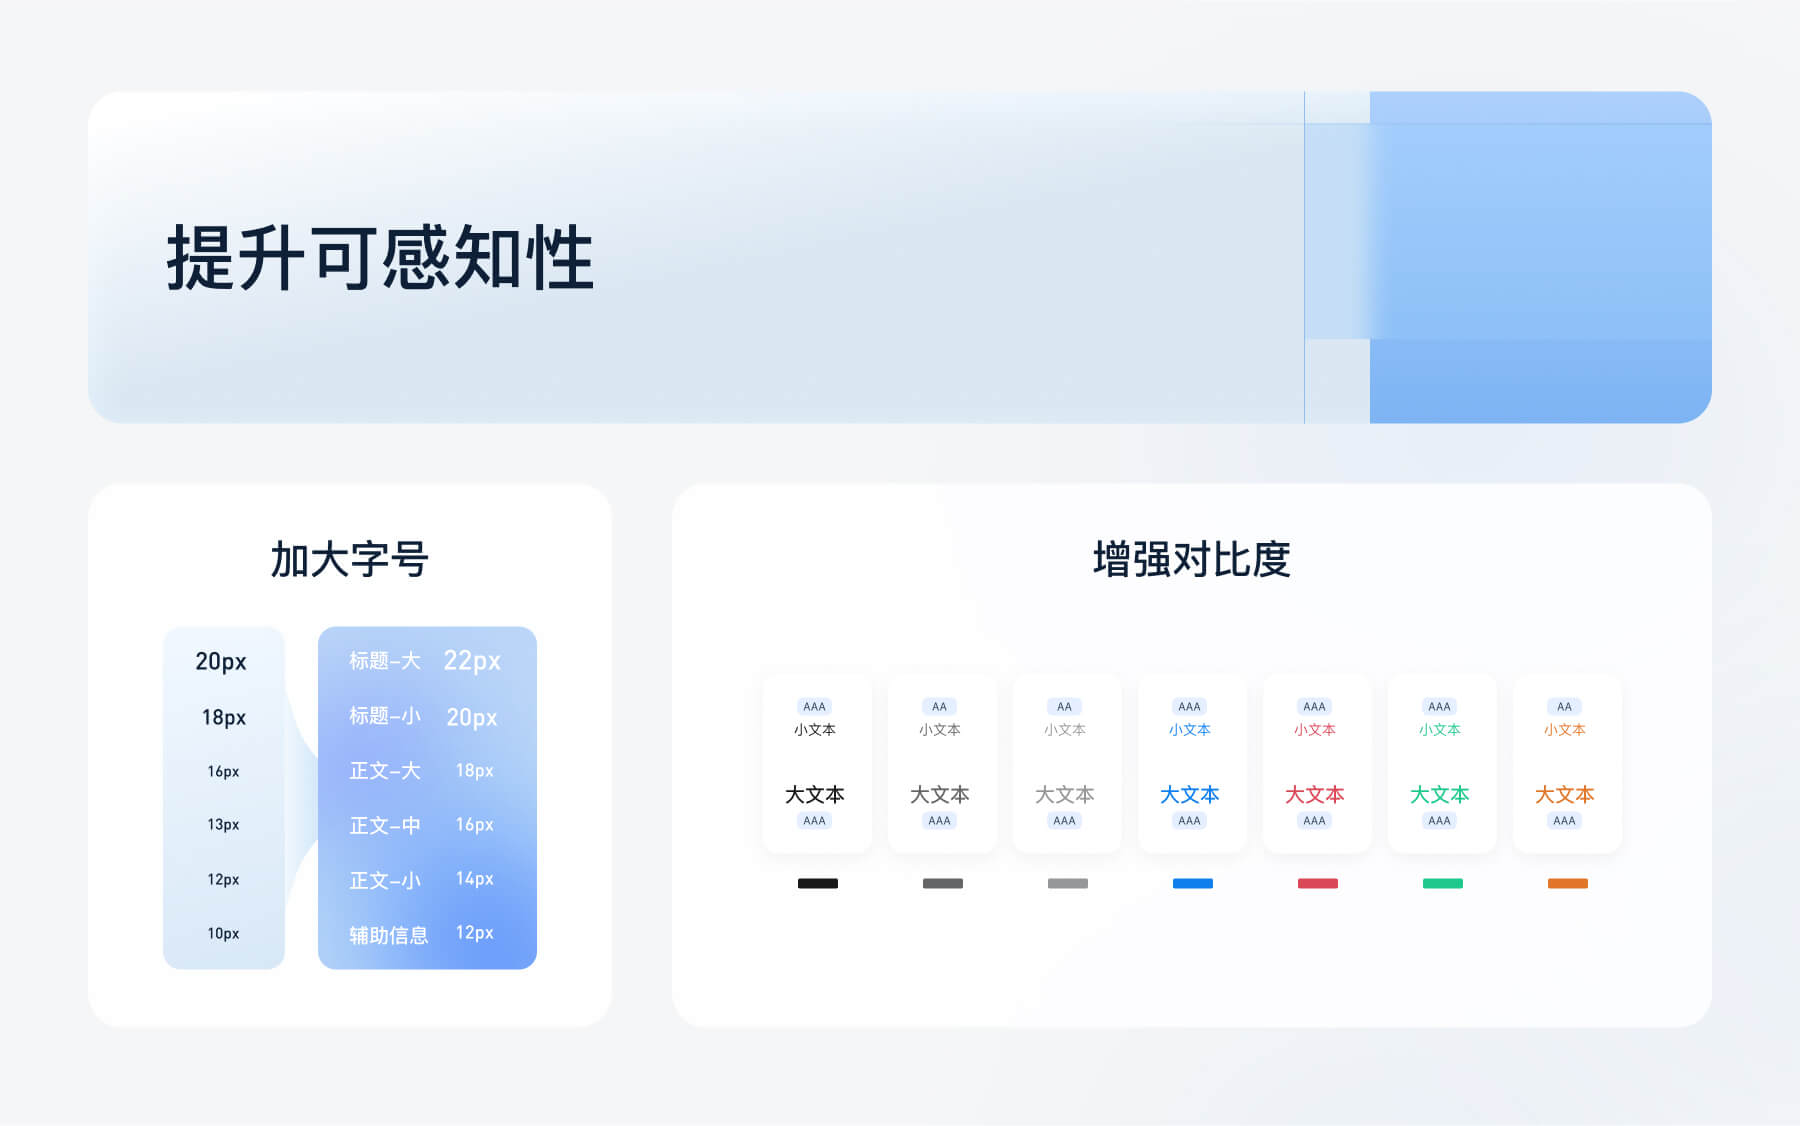 提升可感知性
加大字号
20px
18px
16px
13px
12px
10px
标题-大 22px
标题-小 20px
正文-大 18px
正文-中 16px
正文-小 14px
辅助信息 12px
增强对比度
AAA AA AA AAA AAA AAA AA
小文本 小文本 小文本 小文本 小文本 小文本 小文本
大文本 大文本 大文本 大文本 大文本 大文本 大文本
AAA AAA AAA AAA AAA AAA AAA